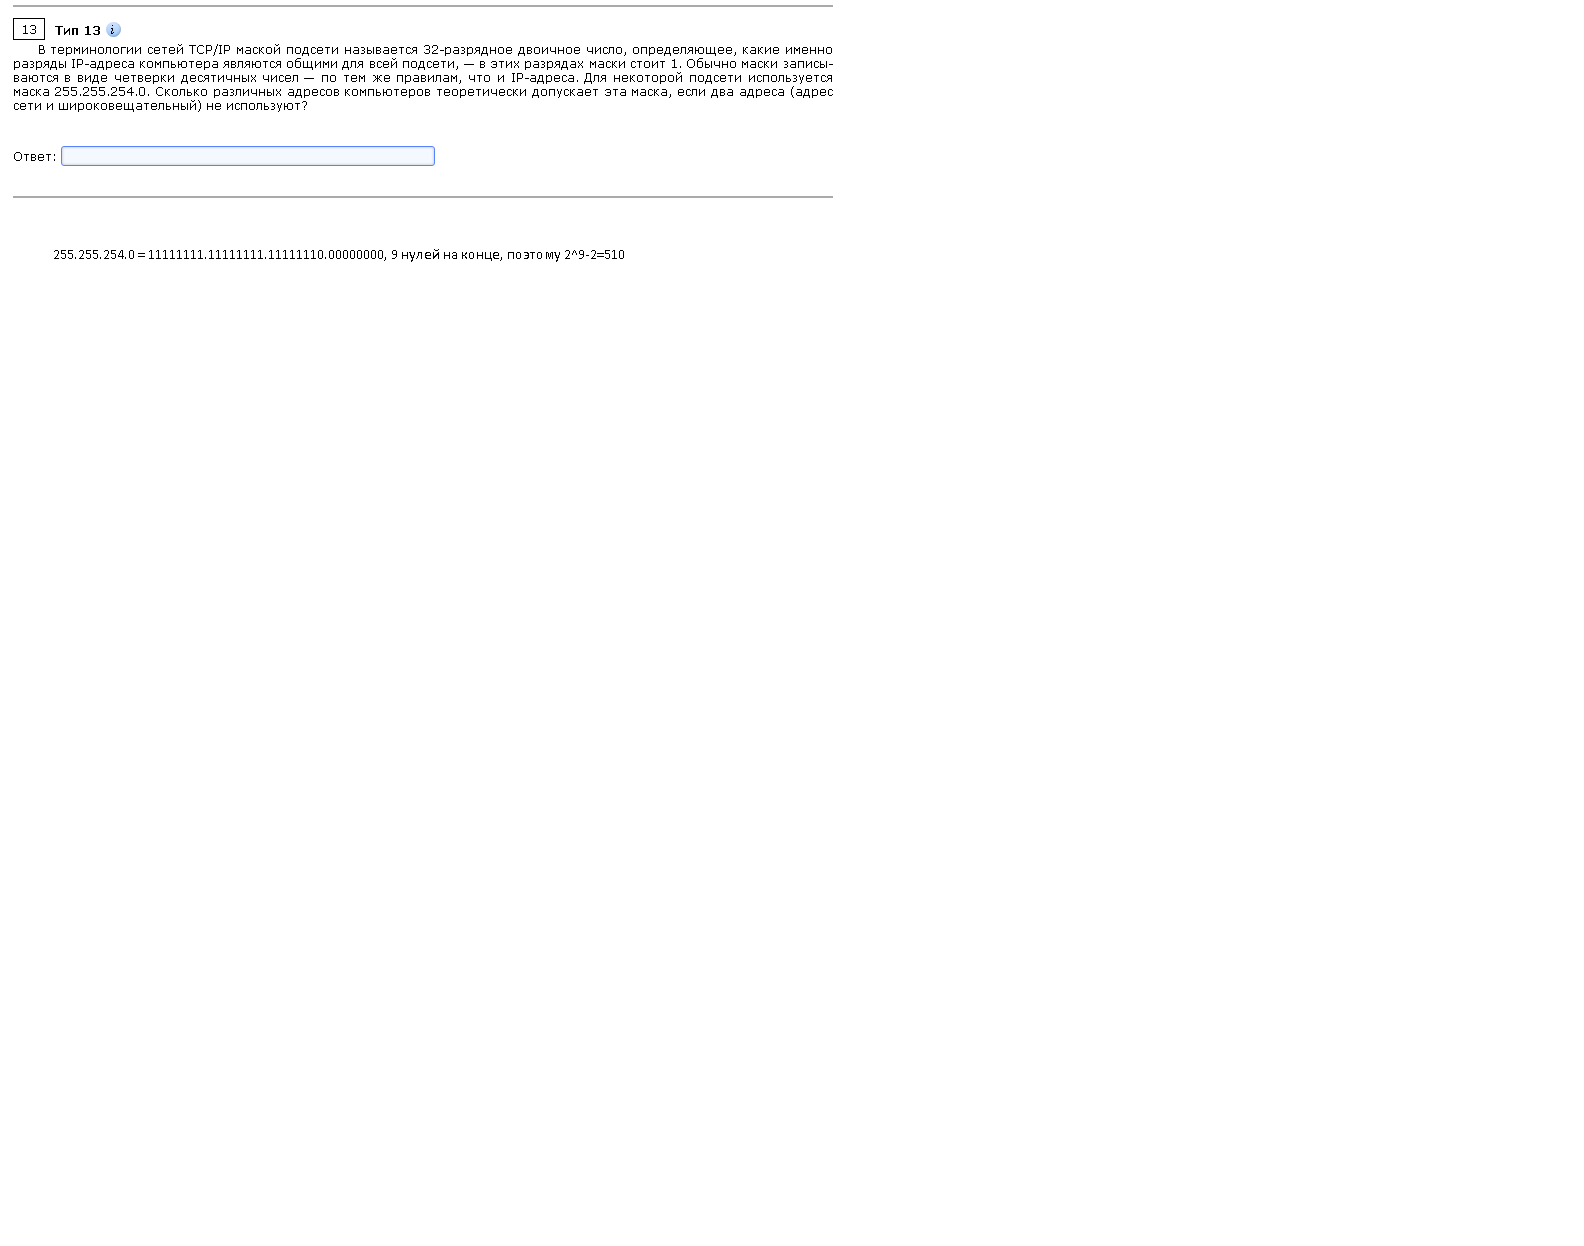 13 Тип 13 i
В терминологии сетей TCP/IP маской подсети называется 32-разрядное двоичное число, определяющее, какие именно
разряды IP-адреса компьютера являются общими для всей подсети, — в этих разрядах маски стоит 1. Обычно маски записы-
ваются в виде четверки десятичных чисел — по тем же правилам, что и IP-адреса. Для некоторой подсети используется
маска 255.255.254.0. Сколько различных адресов компьютеров теоретически допускает эта маска, если два адреса (адрес
сети и широковещательный) не используют?
Ответ:
255.255.254.0 = 11111111.11111111.11111110.00000000, 9 нулей на конце, поэтому 2^9-2=510